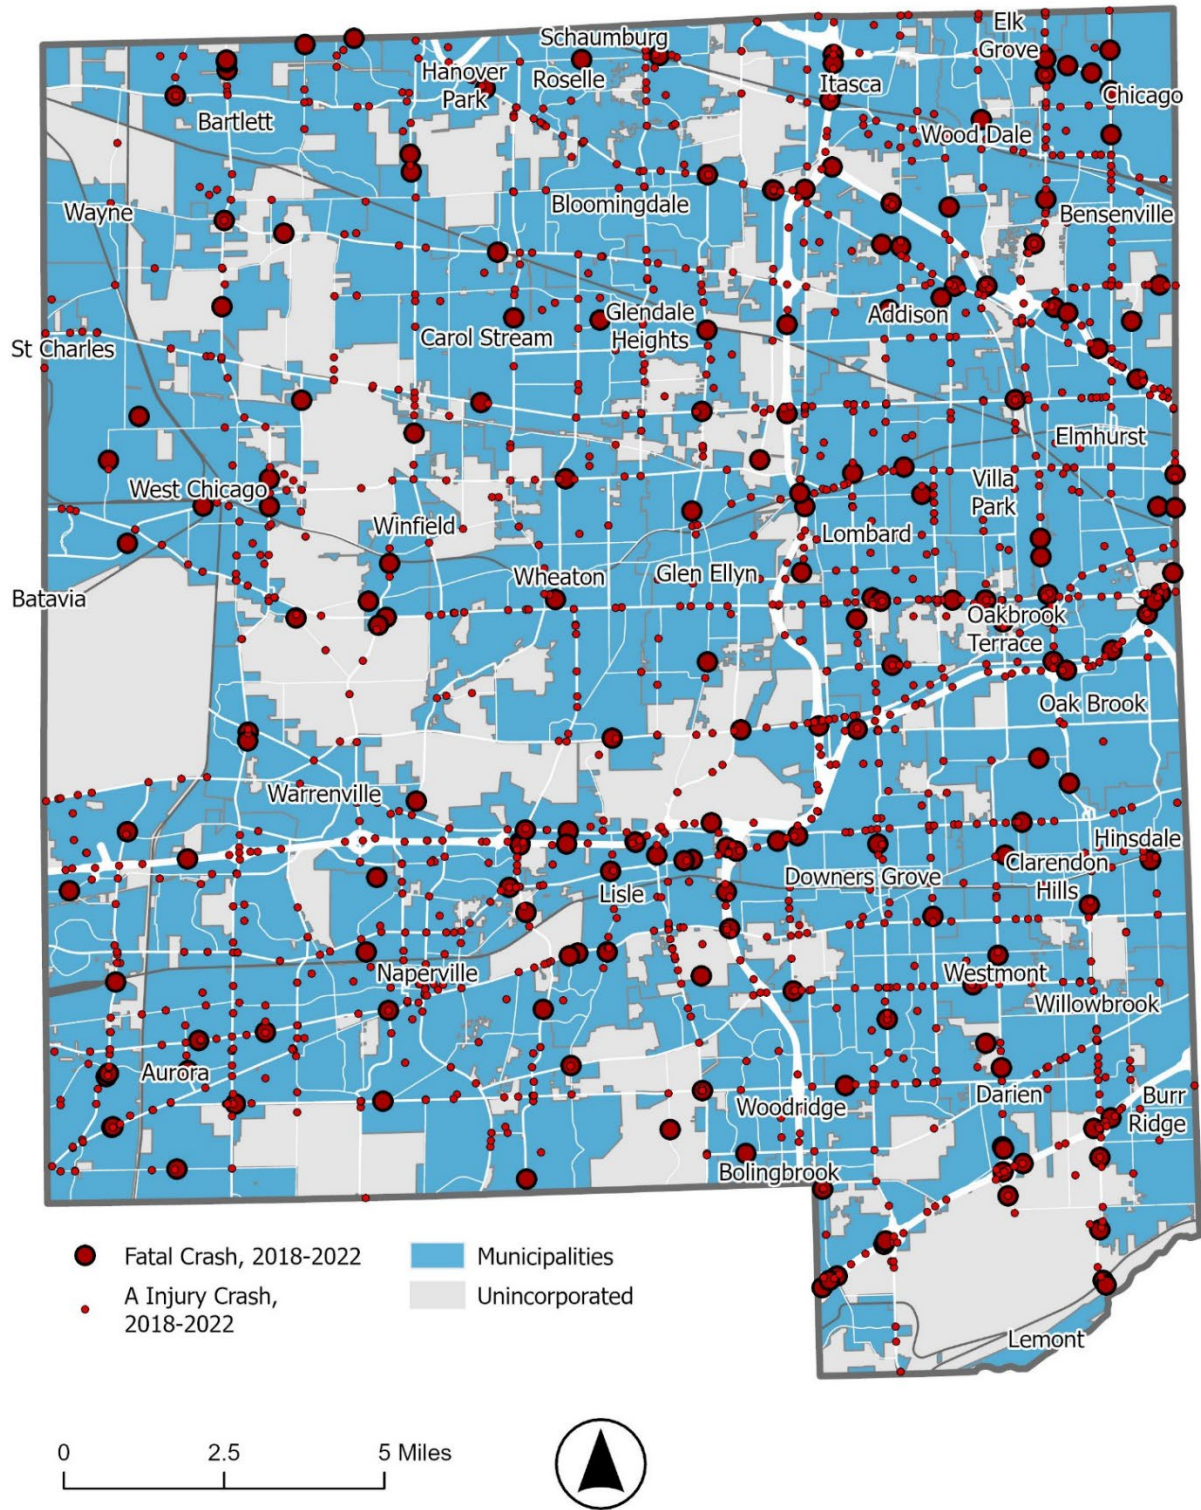 Schaumburg
Elk
Grove
Hanover
Park
Roselle
Itasca
Chicago
Bartlett
Wood Dale
Wayne
Bloomingdale
Bensenville
St Charles
Carol Stream
Glendale
Heights
Addison
Elmhurst
West Chicago
Villa
Park
Winfield
Lombard
Wheaton
Glen Ellyn
Batavia
Oakbrook
Terrace
Oak Brook
Warrenville
Hinsdale
Clarendon
Hills
Downers Grove
Lisle
Naperville
Westmont
Willowbrook
Aurora
Woodridge
Darien
Burr
Ridge
Bolingbrook
Lemont
Fatal Crash, 2018-2022
A Injury Crash,
2018-2022
Municipalities
Unincorporated
0 2.5 5 Miles